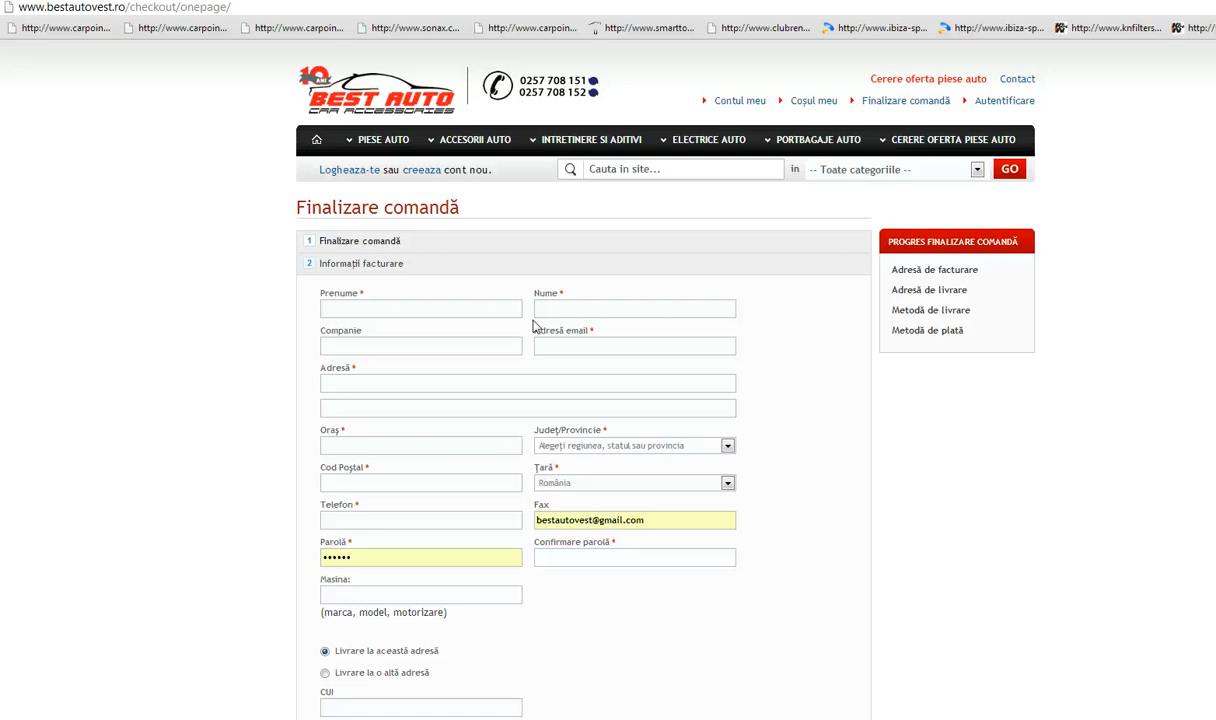 www.bestautovest.ro/checkout/onepage/
http://www.carpoin... http://www.carpoin... http://www.carpoin... http://www.sonax.c... http://www.carpoin... http://www.smartto... http://www.clubren... http://www.ibiza-sp... http://www.ibiza-sp... http://www.knfilters... http://
10 ANI
BEST AUTO
CAR ACCESSORIES
0257 708 151
0257 708 152
Cerere oferta piese auto Contact
Contul meu Coșul meu Finalizare comandă Autentificare
PIESE AUTO ACCESORII AUTO INTRETINERE SI ADITIVI ELECTRICE AUTO PORTBAGAJE AUTO CERERE OFERTA PIESE AUTO
Logheaza-te sau creeaza cont nou. Cauta in site... in -- Toate categoriile -- GO
Finalizare comandă
1 Finalizare comandă
2 Informații facturare
Prenume * Nume *
Companie Adresă email *
Adresă *
Oraș * Județ/Provincie *
Alegeți regiunea, statul sau provincia
Cod Poștal * Țară *
România
Telefon * Fax
bestautovest@gmail.com
Parolă * Confirmare parolă *
••••••
Masina:
(marca, model, motorizare)
Livrare la această adresă
Livrare la o altă adresă
CUI
PROGRES FINALIZARE COMANDĂ
Adresă de facturare
Adresă de livrare
Metodă de livrare
Metodă de plată